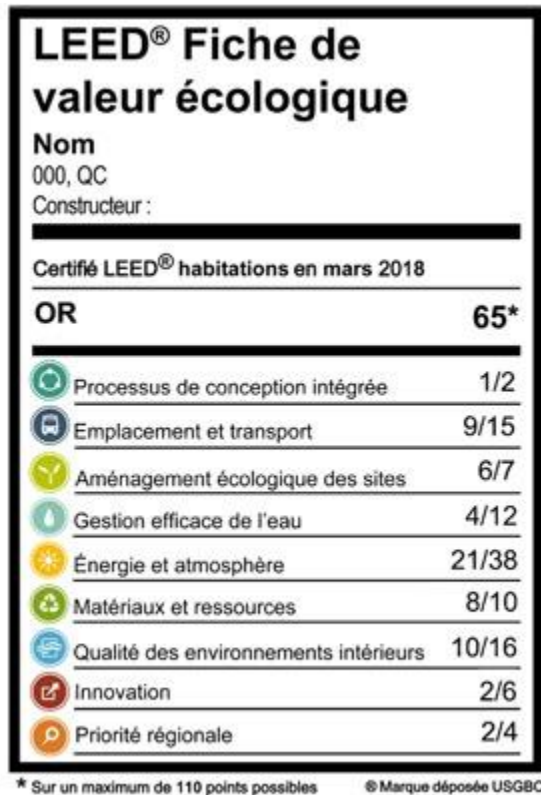 LEED® Fiche de
valeur écologique
Nom
000, QC
Constructeur :
Certifié LEED® habitations en mars 2018
OR 65*
Processus de conception intégrée 1/2
Emplacement et transport 9/15
Aménagement écologique des sites 6/7
Gestion efficace de l'eau 4/12
Énergie et atmosphère 21/38
Matériaux et ressources 8/10
Qualité des environnements intérieurs 10/16
Innovation 2/6
Priorité régionale 2/4
* Sur un maximum de 110 points possibles ® Marque déposée USGBC